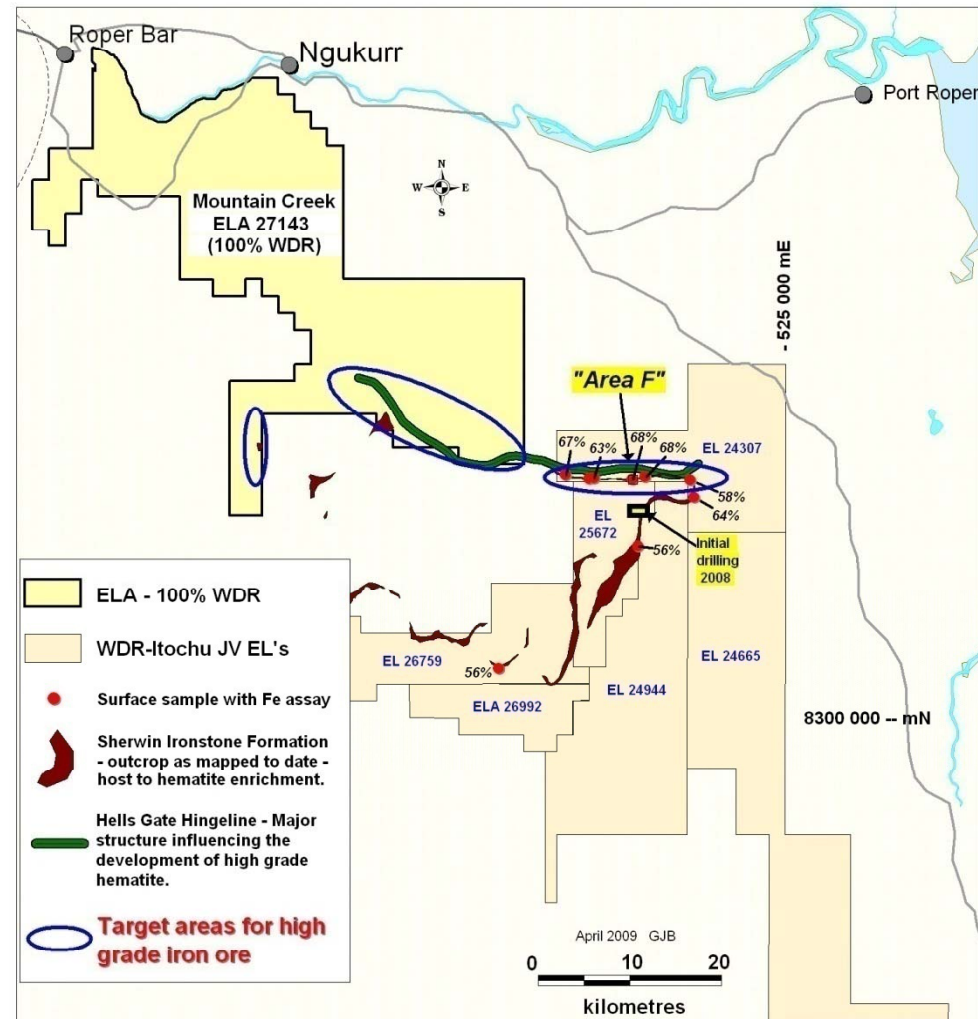 Roper Bar
Ngukurr
Port Roper
N
W E
S
Mountain Creek
ELA 27143
(100% WDR)
- 525 000 mE
"Area F"
67%
63%
68%
68%
EL 24307
58%
64%
EL
25672
Initial
drilling
2008
56%
EL 26759
56%
ELA 26992
EL 24944
EL 24665
8300 000 -- mN
ELA - 100% WDR
WDR-Itochu JV EL's
Surface sample with Fe assay
Sherwin Ironstone Formation
- outcrop as mapped to date -
host to hematite enrichment.
Hells Gate Hingeline - Major
structure influencing the
development of high grade
hematite.
Target areas for high
grade iron ore
April 2009 GJB
0 10 20
kilometres